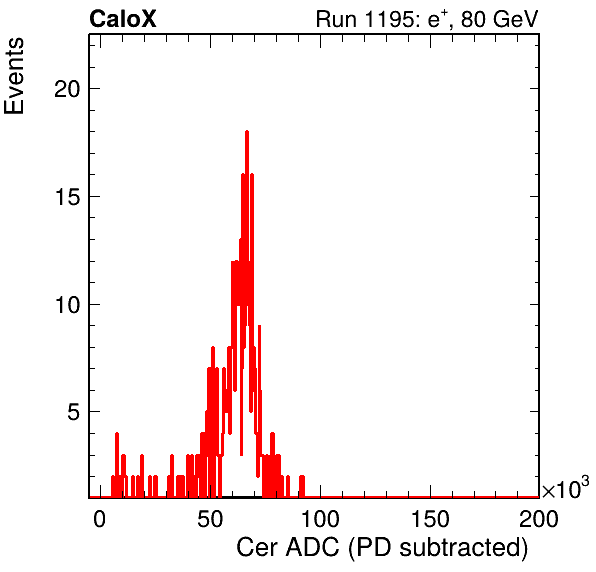 CaloX Run 1195: e⁺, 80 GeV
Events
20
15
10
5
0 50 100 150 200 ×10³
Cer ADC (PD subtracted)